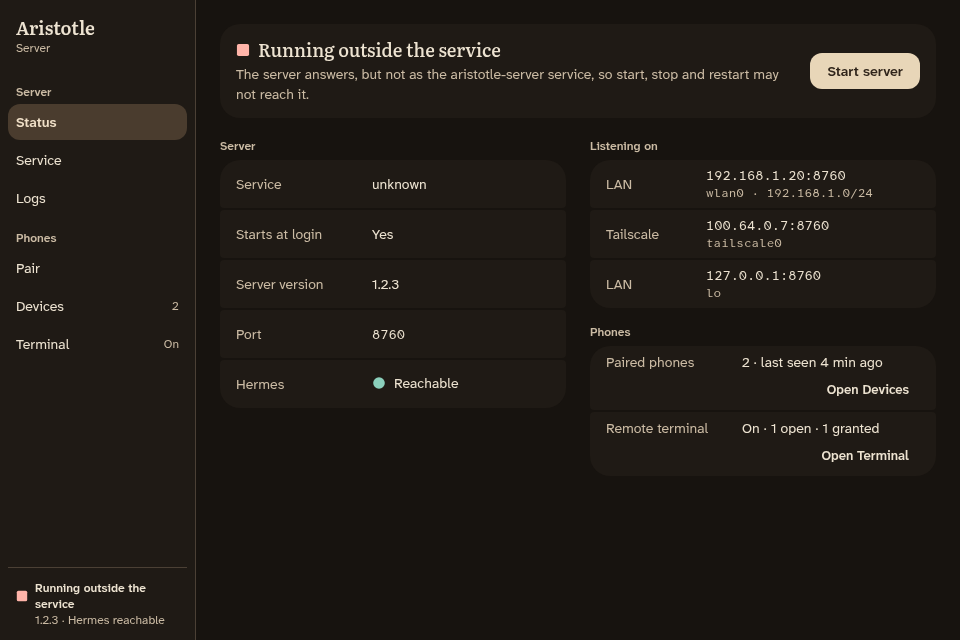 Aristotle
Server
Server
Status
Service
Logs
Phones
Pair
Devices 2
Terminal On
Running outside the
service
1.2.3 · Hermes reachable
Running outside the service
The server answers, but not as the aristotle-server service, so start, stop and restart may
not reach it.
Start server
Server
Service unknown
Starts at login Yes
Server version 1.2.3
Port 8760
Hermes Reachable
Listening on
LAN 192.168.1.20:8760
wlan0 · 192.168.1.0/24
Tailscale 100.64.0.7:8760
tailscale0
LAN 127.0.0.1:8760
lo
Phones
Paired phones 2 · last seen 4 min ago
Open Devices
Remote terminal On · 1 open · 1 granted
Open Terminal